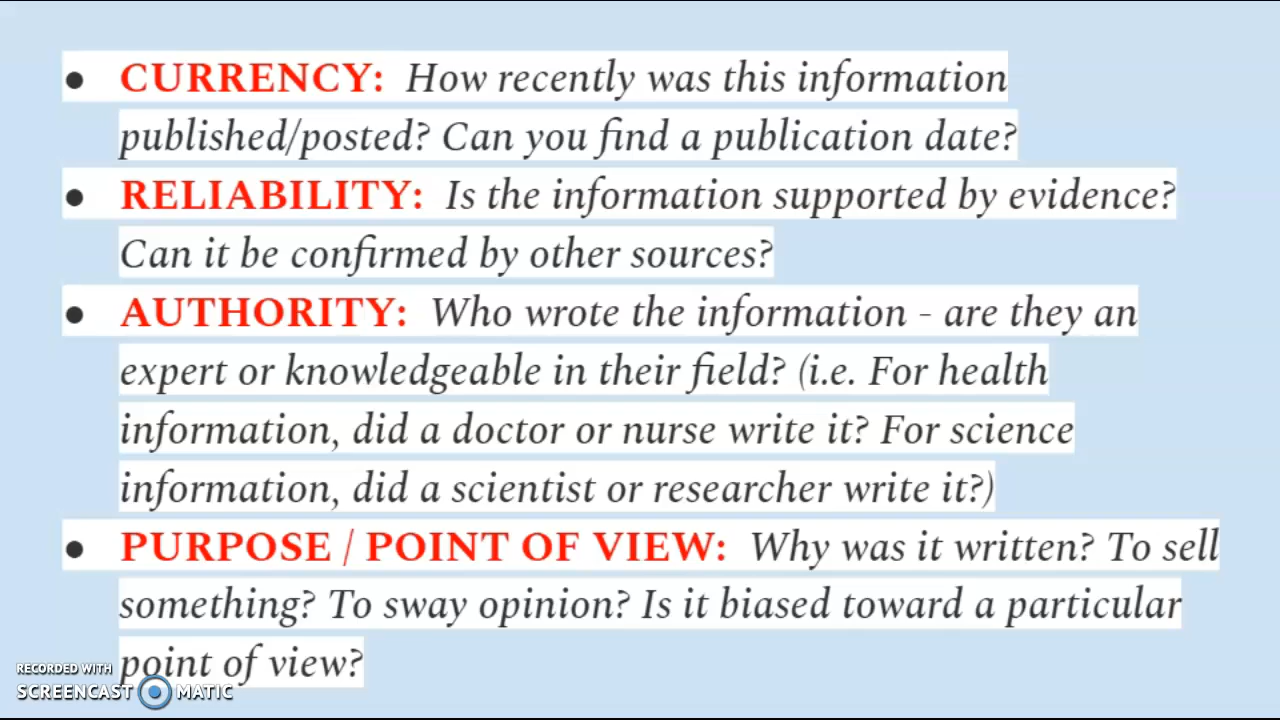 ● CURRENCY: How recently was this information
published/posted? Can you find a publication date?
● RELIABILITY: Is the information supported by evidence?
Can it be confirmed by other sources?
● AUTHORITY: Who wrote the information - are they an
expert or knowledgeable in their field? (i.e. For health
information, did a doctor or nurse write it? For science
information, did a scientist or researcher write it?)
● PURPOSE / POINT OF VIEW: Why was it written? To sell
something? To sway opinion? Is it biased toward a particular
point of view?
RECORDED WITH
SCREENCAST MATIC